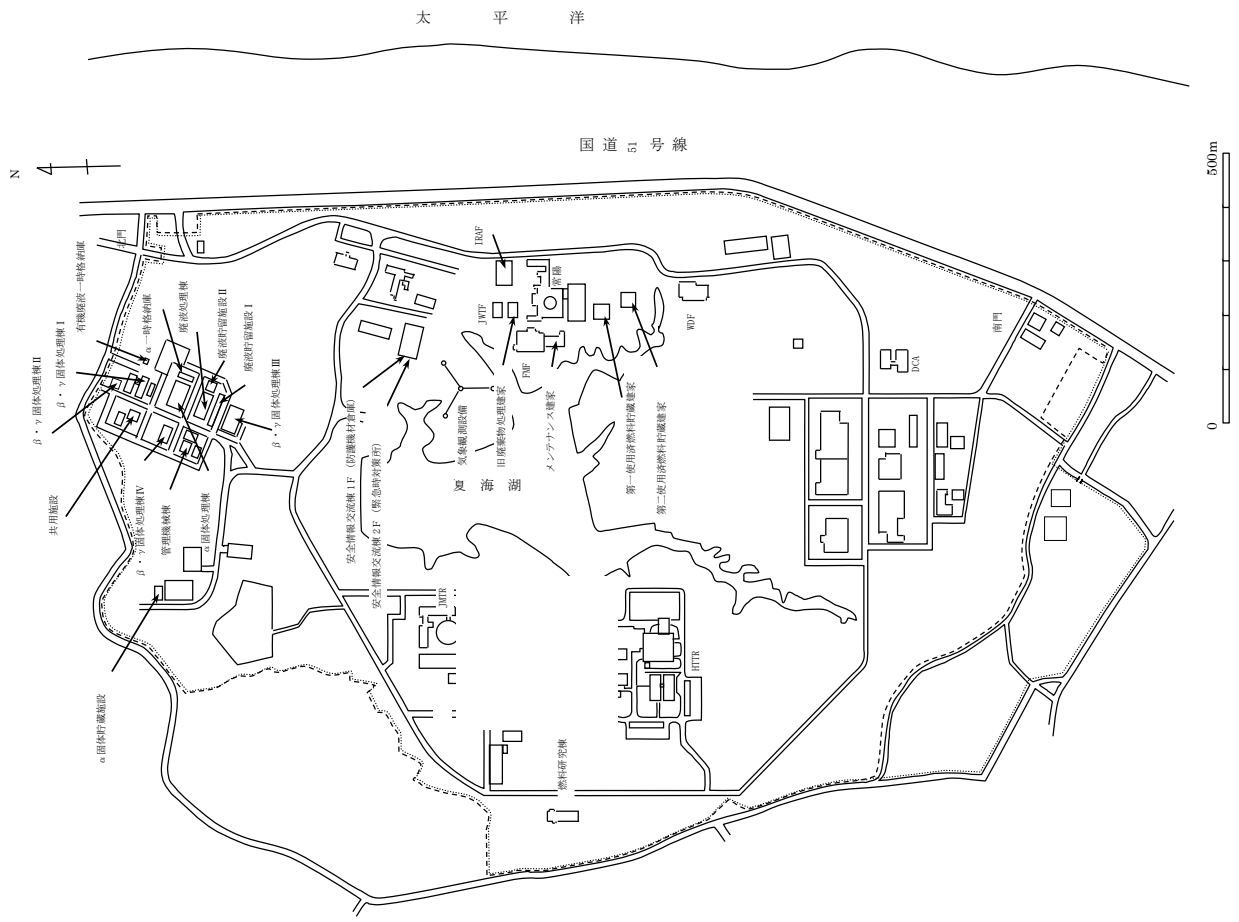 太平洋
国道51号線
N
500m
0
北門
有機廃液一時格納庫
α一時格納庫
廃液処理棟
廃液貯留施設Ⅱ
廃液貯留施設Ⅰ
β・γ固体処理棟Ⅰ
β・γ固体処理棟Ⅱ
β・γ固体処理棟Ⅲ
共用施設
β・γ固体処理棟Ⅳ
管理機械棟
α固体処理棟
α固体貯蔵施設
安全情報交流棟1F（防護機材倉庫）
安全情報交流棟2F（緊急時対策所）
気象観測設備
夏海湖
IRAF
常陽
JWTF
FMF
旧廃棄物処理建家
メンテナンス建家
第一使用済燃料貯蔵建家
第二使用済燃料貯蔵建家
WDF
DCA
南門
JMTR
HTTR
燃料研究棟